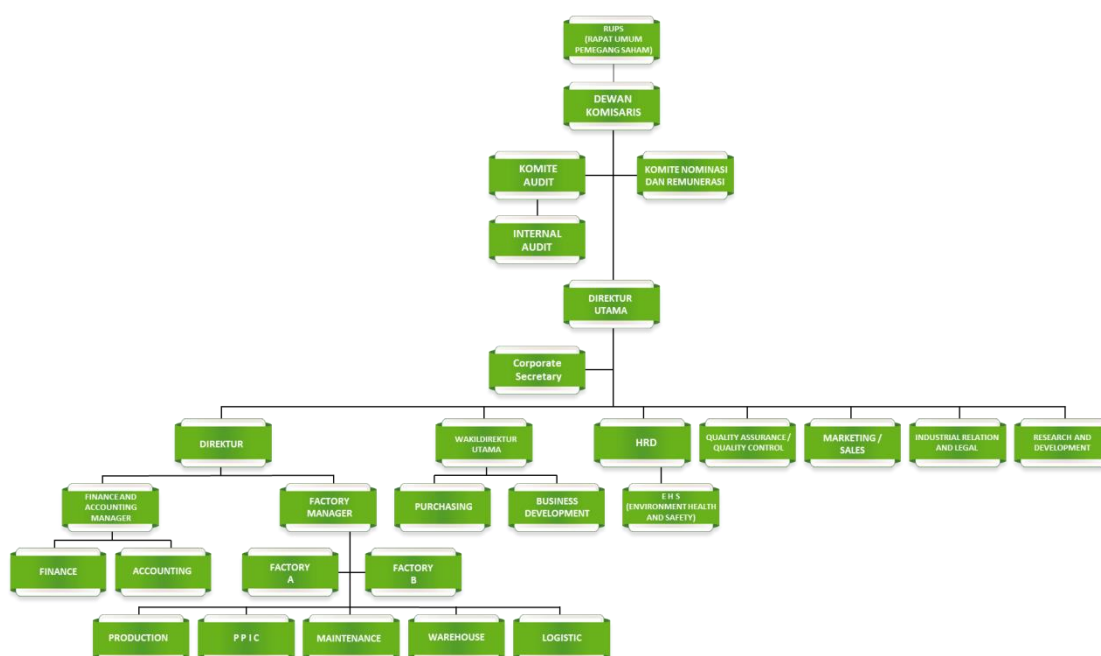 RUPS
(RAPAT UMUM
PEMEGANG SAHAM)
DEWAN
KOMISARIS
KOMITE
AUDIT
KOMITE NOMINASI
DAN REMUNERASI
INTERNAL
AUDIT
DIREKTUR
UTAMA
Corporate
Secretary
DIREKTUR
WAKILDIREKTUR
UTAMA
HRD
QUALITY ASSURANCE /
QUALITY CONTROL
MARKETING /
SALES
INDUSTRIAL RELATION
AND LEGAL
RESEARCH AND
DEVELOPMENT
FINANCE AND
ACCOUNTING
MANAGER
FACTORY
MANAGER
PURCHASING
BUSINESS
DEVELOPMENT
E H S
(ENVIRONMENT HEALTH
AND SAFETY)
FINANCE
ACCOUNTING
FACTORY
A
FACTORY
B
PRODUCTION
P P I C
MAINTENANCE
WAREHOUSE
LOGISTIC